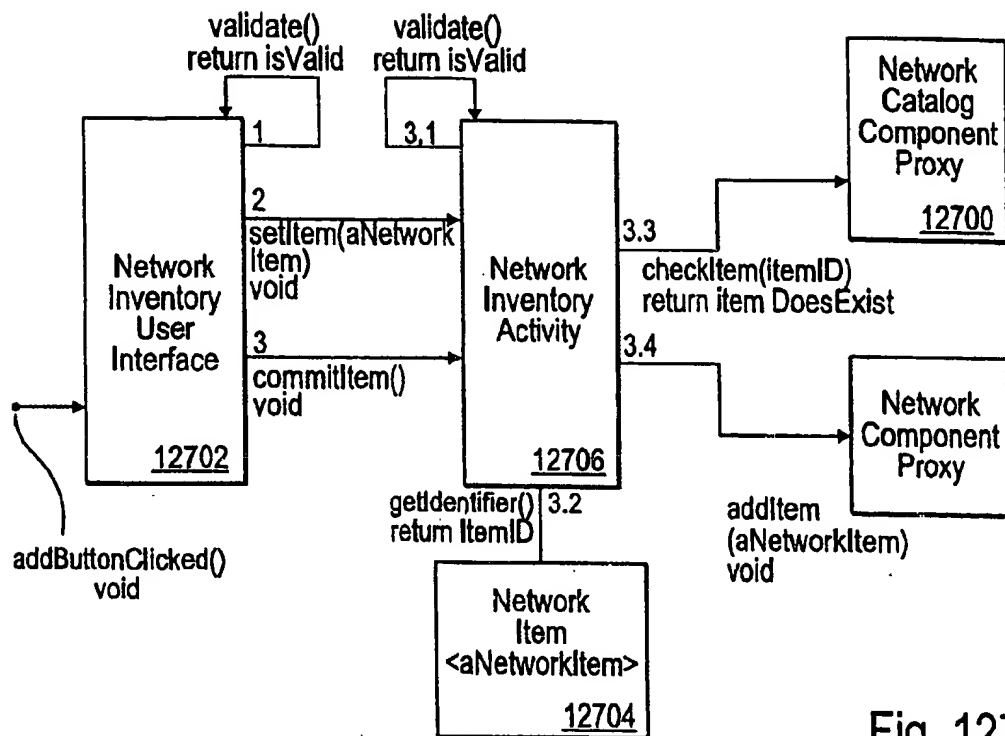 validate()
return isValid
1
validate()
return isValid
3,1
Network
Catalog
Component
Proxy
12700
2
setItem(aNetwork
Item)
void
3.3
checkItem(itemID)
return item DoesExist
Network
Inventory
User
Interface
12702
Network
Inventory
Activity
12706
3
commitItem()
void
3.4
Network
Component
Proxy
addButtonClicked()
void
getIdentifier()
return ItemID
3.2
addItem
(aNetworkItem)
void
Network
Item
<aNetworkItem>
12704
Fig. 127